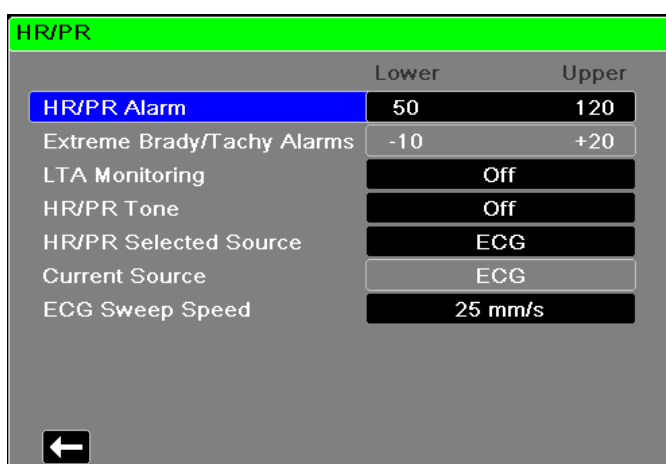 HR/PR
Lower Upper
HR/PR Alarm 50 120
Extreme Brady/Tachy Alarms -10 +20
LTA Monitoring Off
HR/PR Tone Off
HR/PR Selected Source ECG
Current Source ECG
ECG Sweep Speed 25 mm/s